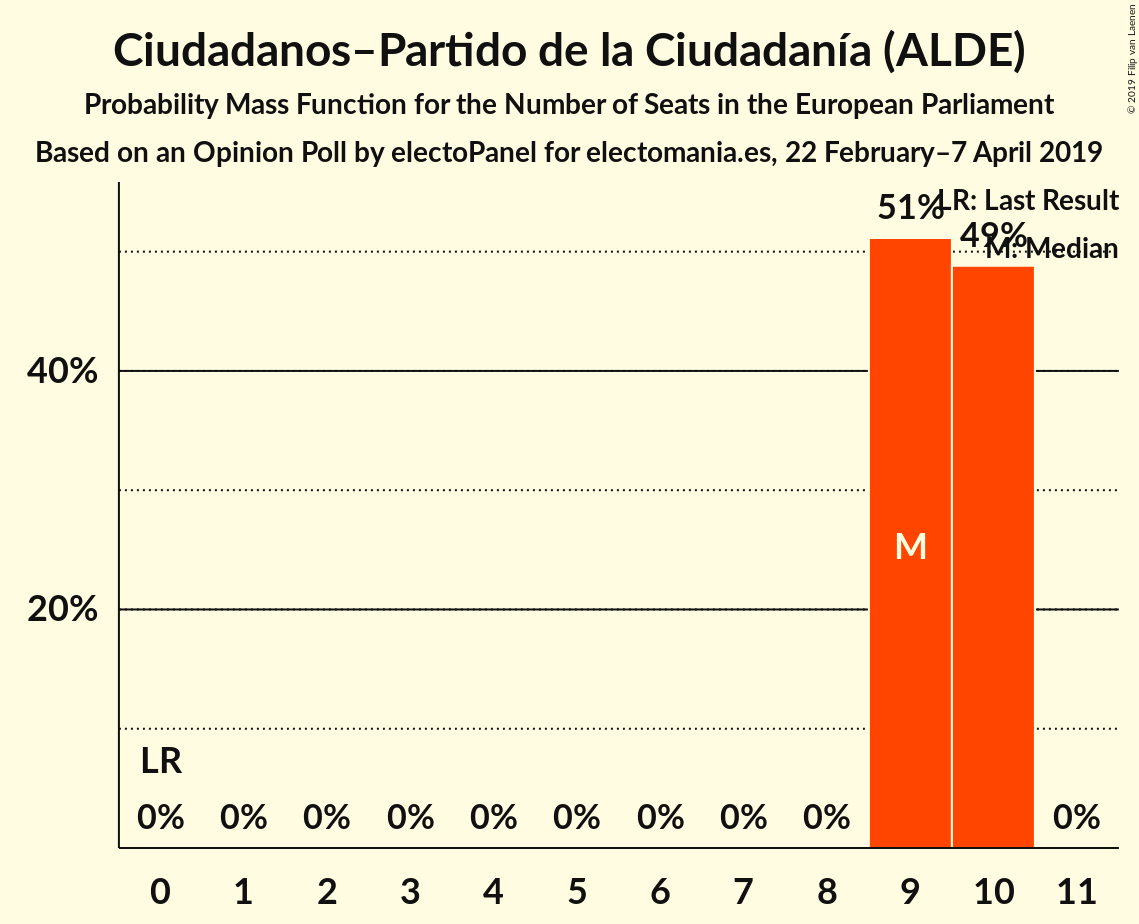 Ciudadanos–Partido de la Ciudadanía (ALDE)
Probability Mass Function for the Number of Seats in the European Parliament
Based on an Opinion Poll by electoPanel for electomania.es, 22 February–7 April 2019
© 2019 Filip van Laenen
LR: Last Result
M: Median
51%
49%
40%
20%
M
LR
0% 0% 0% 0% 0% 0% 0% 0% 0% 0%
0 1 2 3 4 5 6 7 8 9 10 11